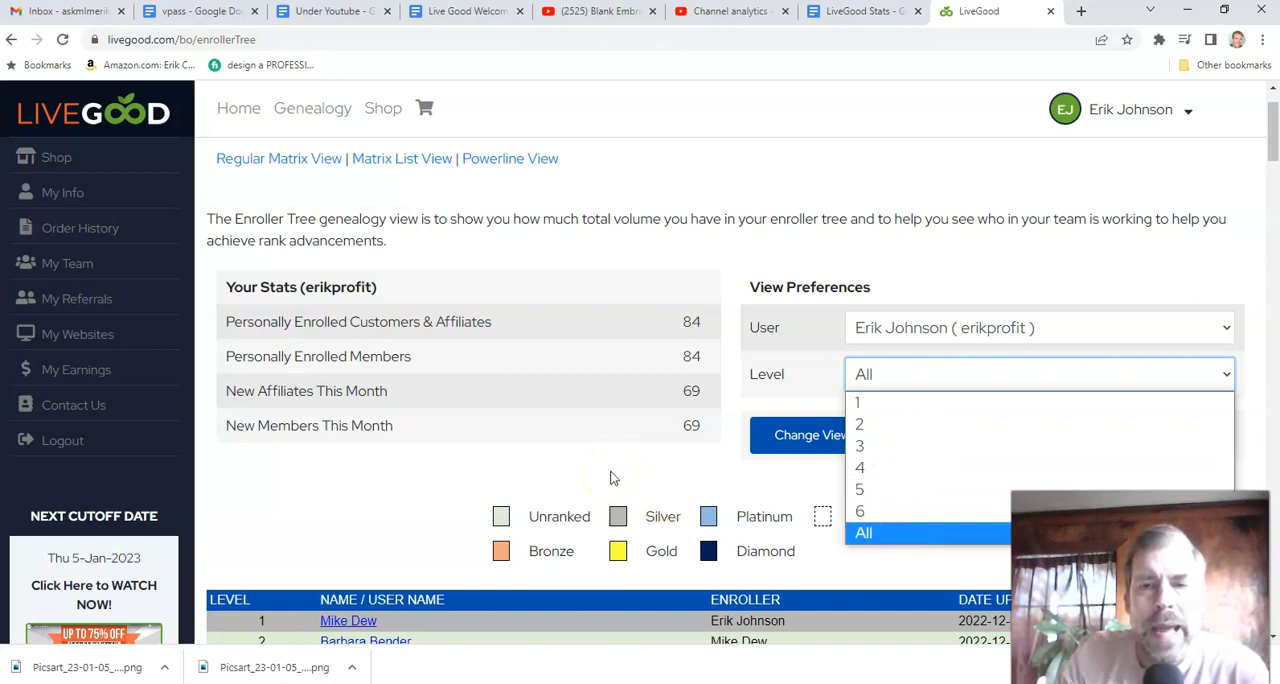 Inbox - askmlmerik
vpass - Google Do
Under Youtube - G
Live Good Welcom
(2525) Blank Embra
Channel analytics -
LiveGood Stats - G
LiveGood
livegood.com/bo/enrollerTree
Bookmarks
Amazon.com: Erik C...
design a PROFESSI...
Other bookmarks
LIVEGOOD
Home Genealogy Shop
EJ Erik Johnson
Shop
My Info
Order History
My Team
My Referrals
My Websites
My Earnings
Contact Us
Logout
NEXT CUTOFF DATE
Thu 5-Jan-2023
Click Here to WATCH
NOW!
UP TO 75% OFF
Regular Matrix View | Matrix List View | Powerline View
The Enroller Tree genealogy view is to show you how much total volume you have in your enroller tree and to help you see who in your team is working to help you
achieve rank advancements.
Your Stats (erikprofit)
Personally Enrolled Customers & Affiliates 84
Personally Enrolled Members 84
New Affiliates This Month 69
New Members This Month 69
View Preferences
User Erik Johnson ( erikprofit )
Level All
1
2
3
4
5
6
All
Change View
Unranked Silver Platinum
Bronze Gold Diamond
LEVEL NAME / USER NAME ENROLLER DATE UP
1 Mike Dew Erik Johnson 2022-12-
2 Barbara Bender Mike Dew 2022-12-
Picsart_23-01-05_....png
Picsart_23-01-05_....png